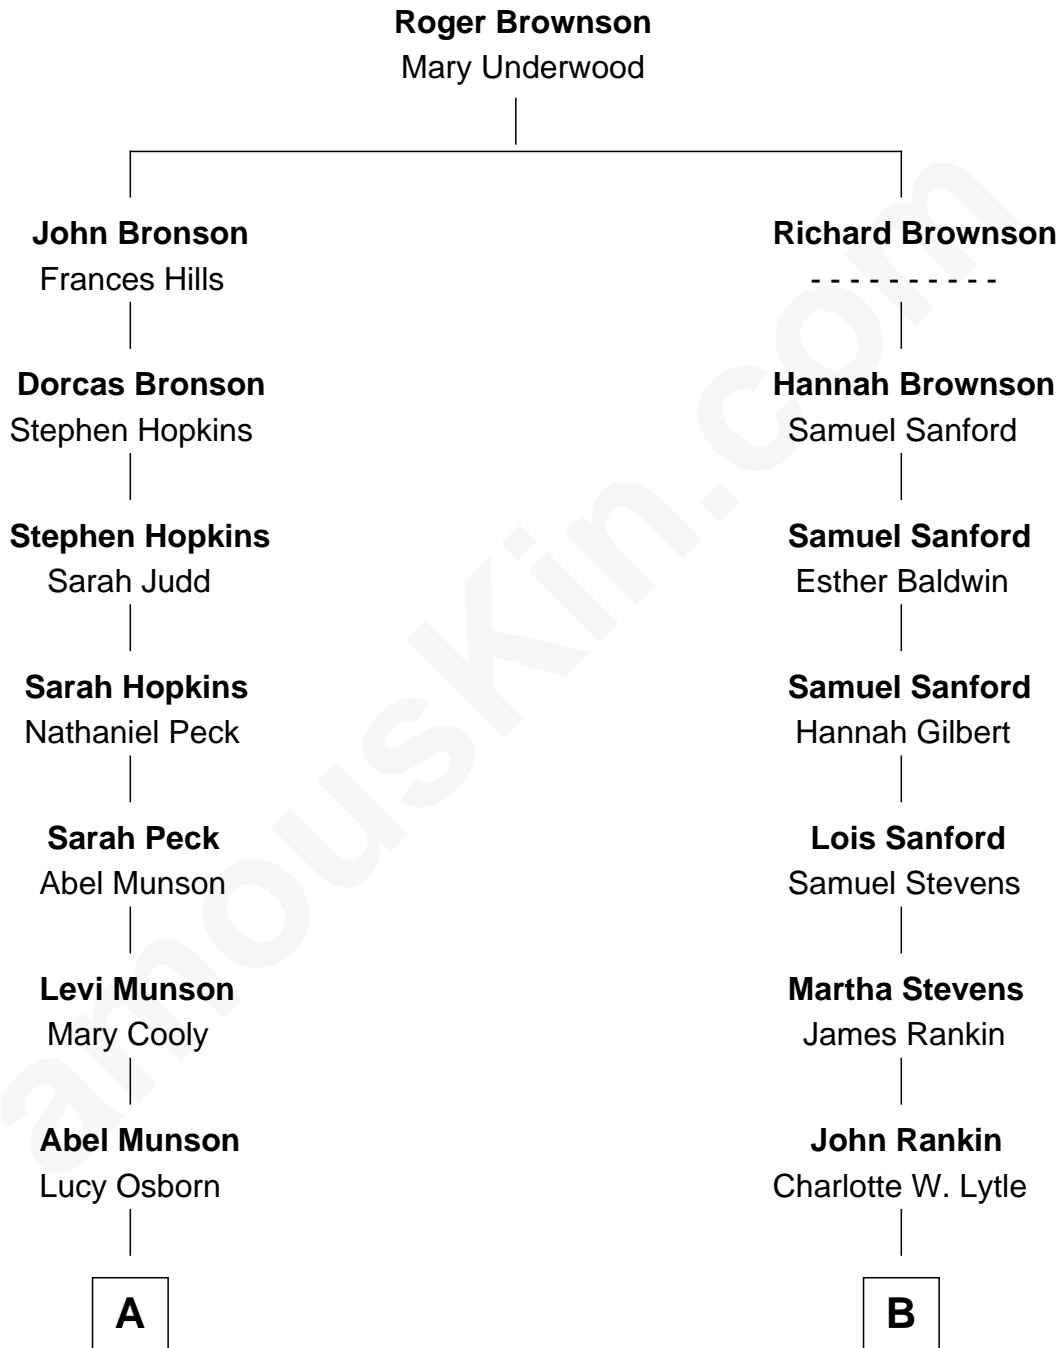 Roger Brownson
Mary Underwood
John Bronson
Frances Hills
Richard Brownson
- - - - - - - - - -
Dorcas Bronson
Stephen Hopkins
Hannah Brownson
Samuel Sanford
Stephen Hopkins
Sarah Judd
Samuel Sanford
Esther Baldwin
Sarah Hopkins
Nathaniel Peck
Samuel Sanford
Hannah Gilbert
Sarah Peck
Abel Munson
Lois Sanford
Samuel Stevens
Levi Munson
Mary Cooly
Martha Stevens
James Rankin
Abel Munson
Lucy Osborn
John Rankin
Charlotte W. Lytle
A
B
amouskin.com